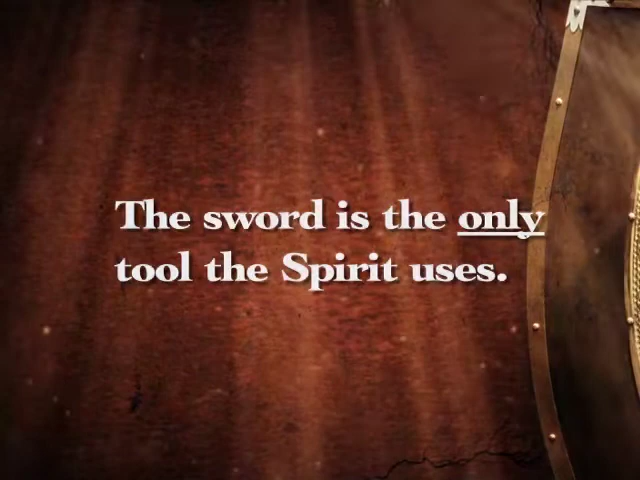 The sword is the only
tool the Spirit uses.